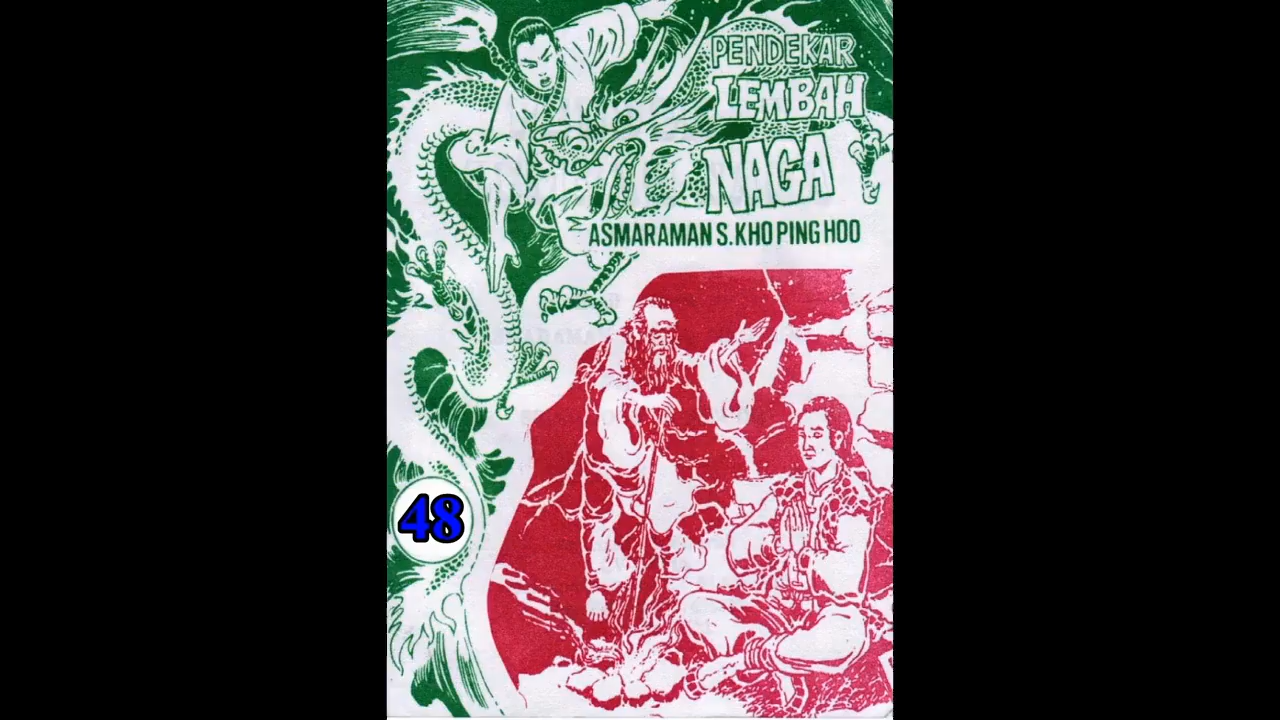 PENDEKAR
LEMBAH
NAGA
ASMARAMAN S. KHO PING HOO
48